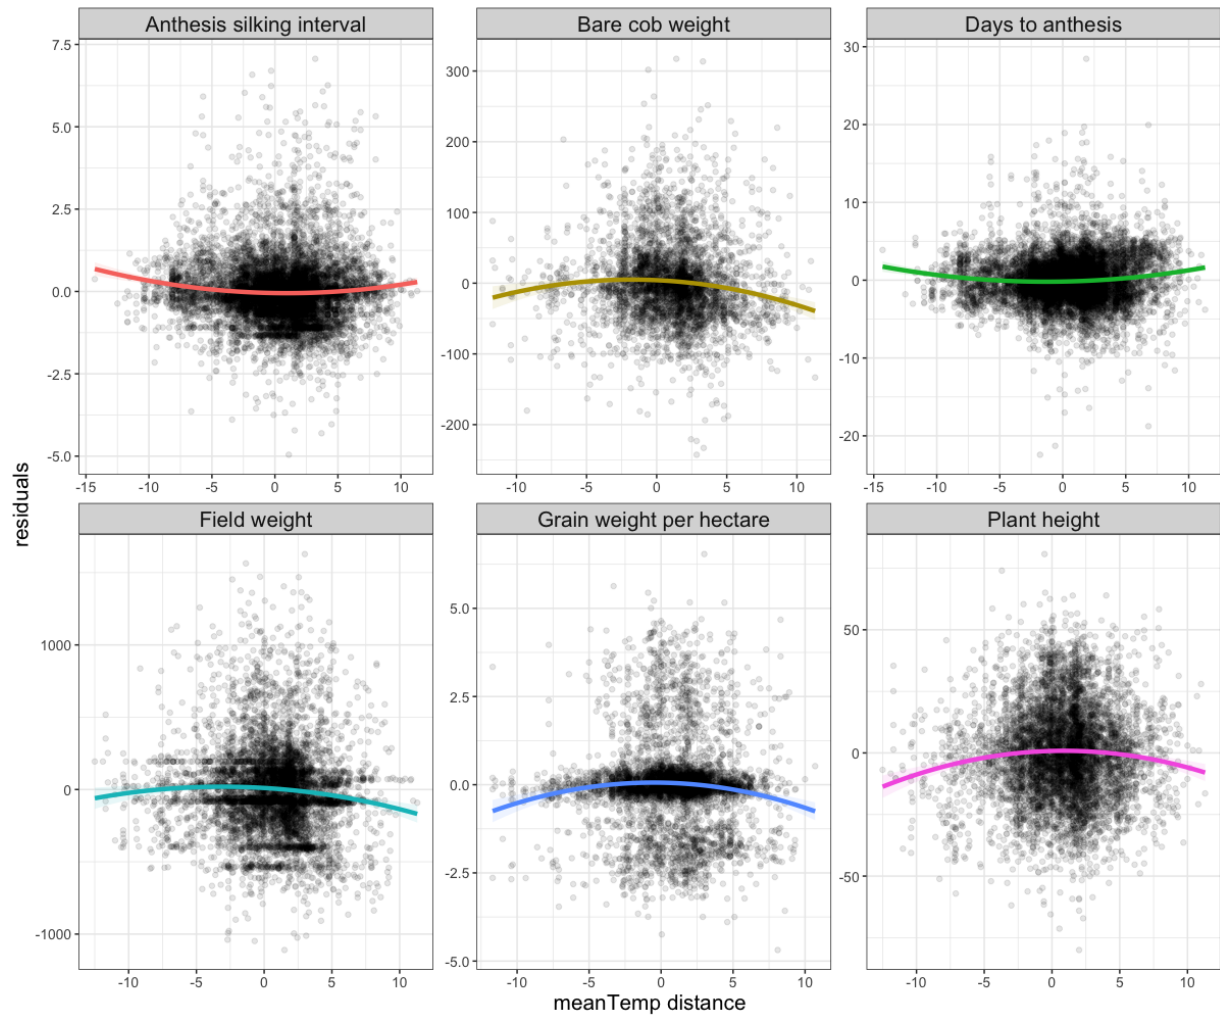 Anthesis silking interval
Bare cob weight
Days to anthesis
7.5
5.0
2.5
0.0
-2.5
-5.0
300
200
100
0
-100
-200
30
20
10
0
-10
-20
-15 -10 -5 0 5 10
-10 -5 0 5 10
-15 -10 -5 0 5 10
residuals
Field weight
Grain weight per hectare
Plant height
1000
0
-1000
5.0
2.5
0.0
-2.5
-5.0
50
0
-50
-10 -5 0 5 10
-10 -5 0 5 10
-10 -5 0 5 10
meanTemp distance